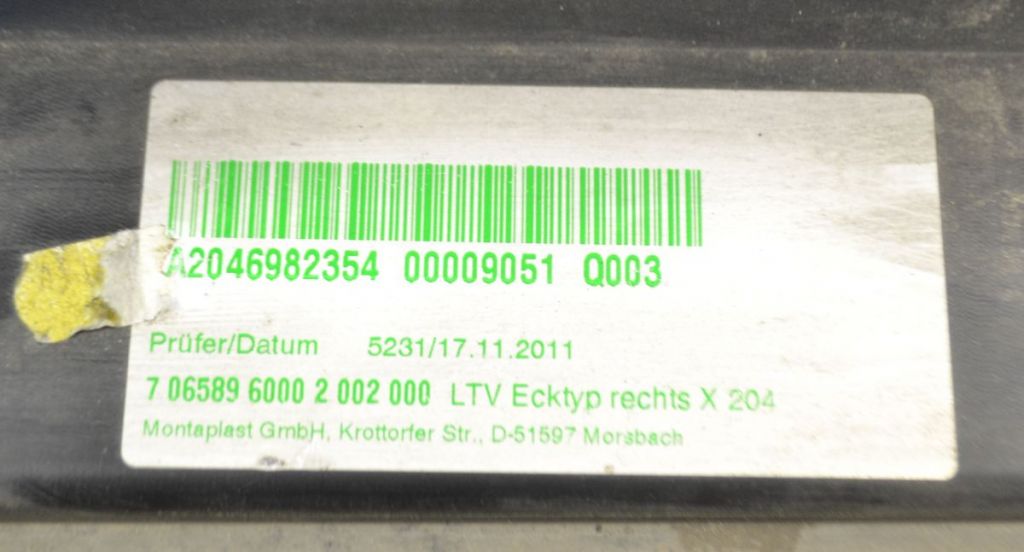 A2046982354 00009051 Q003
Prüfer/Datum 5231/17.11.2011
7 06589 6000 2 002 000 LTV Ecktyp rechts X 204
Montaplast GmbH, Krottorfer Str., D-51597 Morsbach